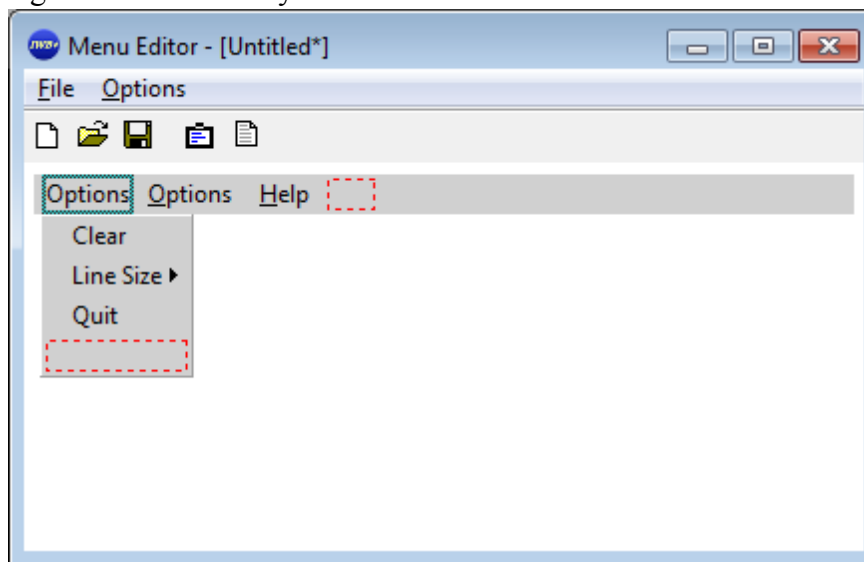 Menu Editor - [Untitled*]
File Options
Options Options Help
Clear
Line Size
Quit